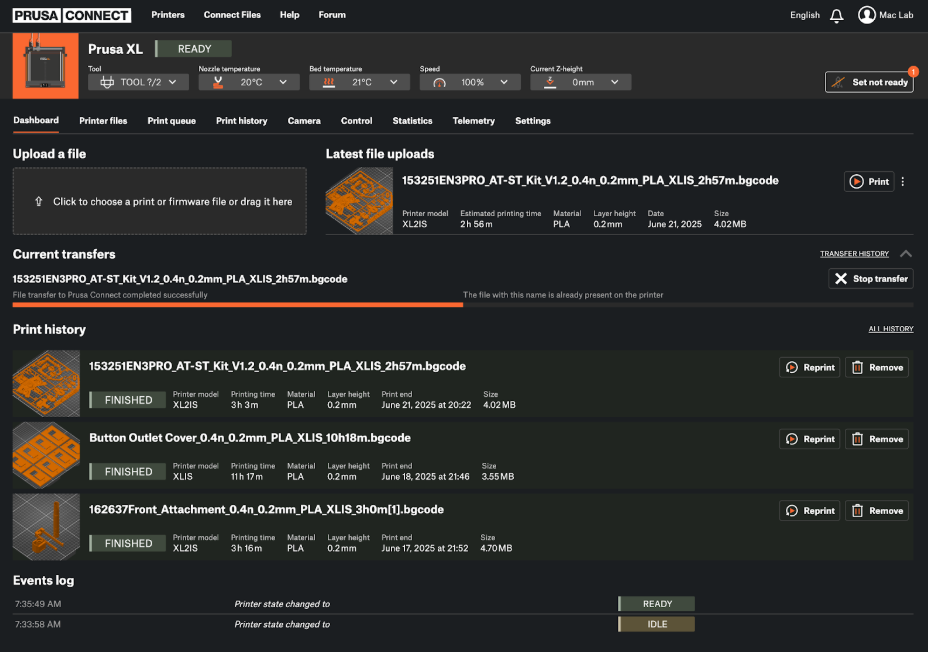 PRUSA CONNECT Printers Connect Files Help Forum English Mac Lab
Prusa XL READY
Tool Nozzle temperature Bed temperature Speed Current Z-height
TOOL ?/2 20°C 21°C 100% 0mm
1
Set not ready
Dashboard Printer files Print queue Print history Camera Control Statistics Telemetry Settings
Upload a file
Click to choose a print or firmware file or drag it here
Latest file uploads
153251EN3PRO_AT-ST_Kit_V1.2_0.4n_0.2mm_PLA_XLIS_2h57m.bgcode Print
Printer model Estimated printing time Material Layer height Date Size
XL2IS 2 h 56 m PLA 0.2 mm June 21, 2025 4.02 MB
Current transfers TRANSFER HISTORY
153251EN3PRO_AT-ST_Kit_V1.2_0.4n_0.2mm_PLA_XLIS_2h57m.bgcode Stop transfer
File transfer to Prusa Connect completed successfully The file with this name is already present on the printer
Print history ALL HISTORY
153251EN3PRO_AT-ST_Kit_V1.2_0.4n_0.2mm_PLA_XLIS_2h57m.bgcode Reprint Remove
FINISHED
Printer model Printing time Material Layer height Print end Size
XL2IS 3 h 3 m PLA 0.2 mm June 21, 2025 at 20:22 4.02 MB
Button Outlet Cover_0.4n_0.2mm_PLA_XLIS_10h18m.bgcode Reprint Remove
FINISHED
Printer model Printing time Material Layer height Print end Size
XLIS 11 h 17 m PLA 0.2 mm June 18, 2025 at 21:46 3.55 MB
162637Front_Attachment_0.4n_0.2mm_PLA_XLIS_3h0m[1].bgcode Reprint Remove
FINISHED
Printer model Printing time Material Layer height Print end Size
XL2IS 3 h 16 m PLA 0.2 mm June 17, 2025 at 21:52 4.70 MB
Events log
7:35:49 AM Printer state changed to READY
7:33:58 AM Printer state changed to IDLE